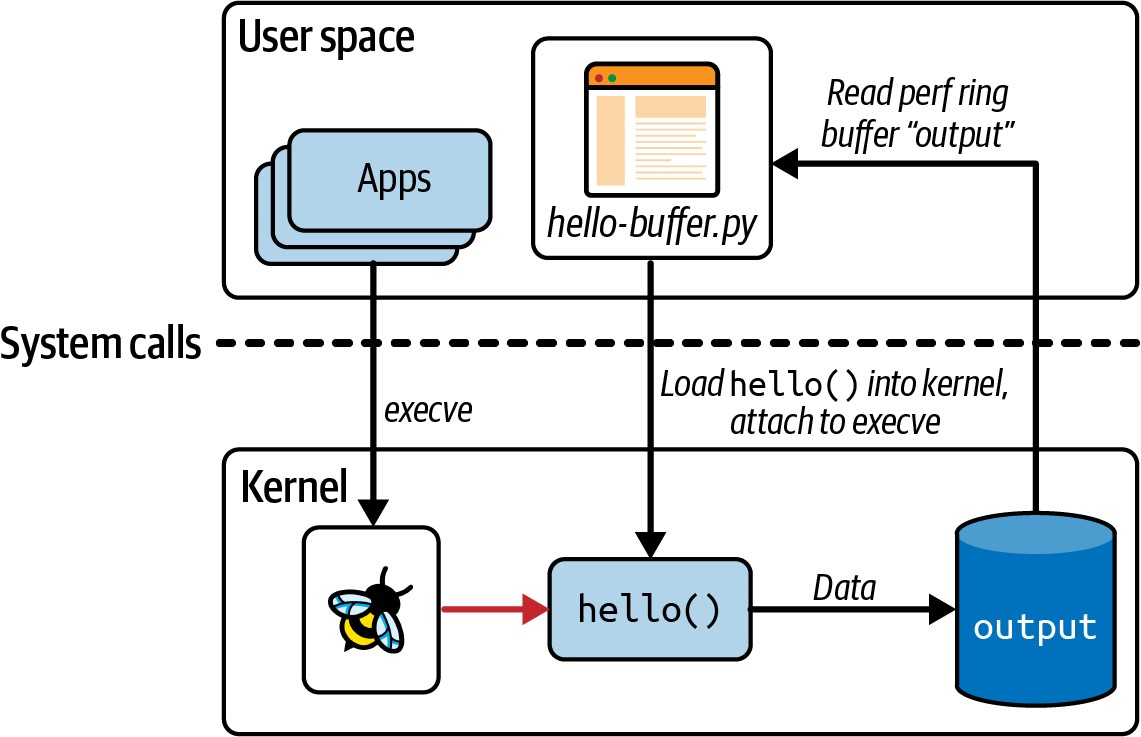 User space
Apps
hello-buffer.py
Read perf ring
buffer “output”
System calls
execve
Load hello() into kernel,
attach to execve
Kernel
hello()
Data
output